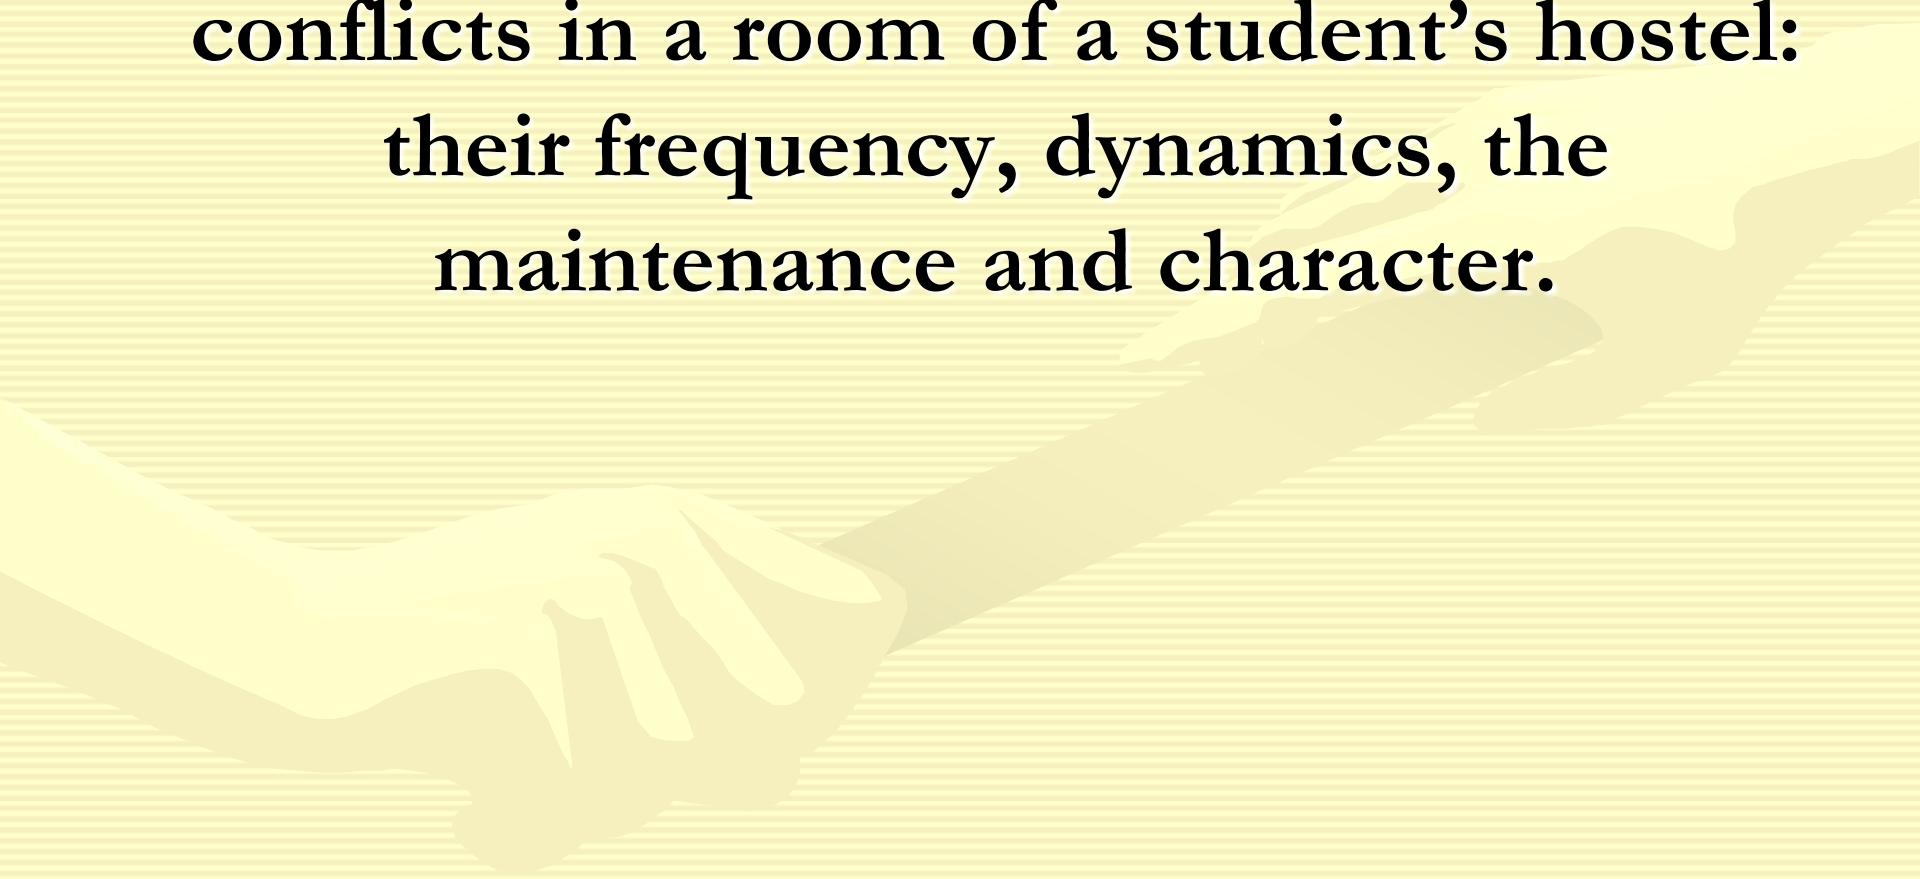 conflicts in a room of a student’s hostel:
their frequency, dynamics, the
maintenance and character.